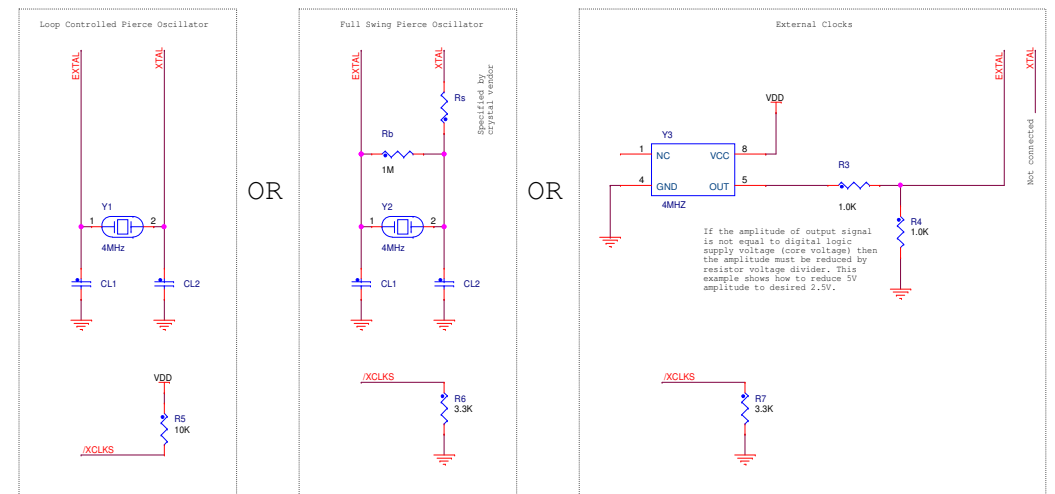 Loop Controlled Pierce Oscillator
EXTAL
XTAL
Y1
1
2
4MHz
CL1
CL2
VDD
R5
10K
/XCLKS
OR
Full Swing Pierce Oscillator
EXTAL
XTAL
Rs
Specified by
crystal vendor
Rb
1M
Y2
1
2
4MHz
CL1
CL2
/XCLKS
R6
3.3K
OR
External Clocks
EXTAL
XTAL
Not connected
VDD
Y3
1
NC
VCC
8
4
GND
OUT
5
4MHZ
R3
1.0K
R4
1.0K
If the amplitude of output signal
is not equal to digital logic
supply voltage (core voltage) then
the amplitude must be reduced by
resistor voltage divider. This
example shows how to reduce 5V
amplitude to desired 2.5V.
/XCLKS
R7
3.3K